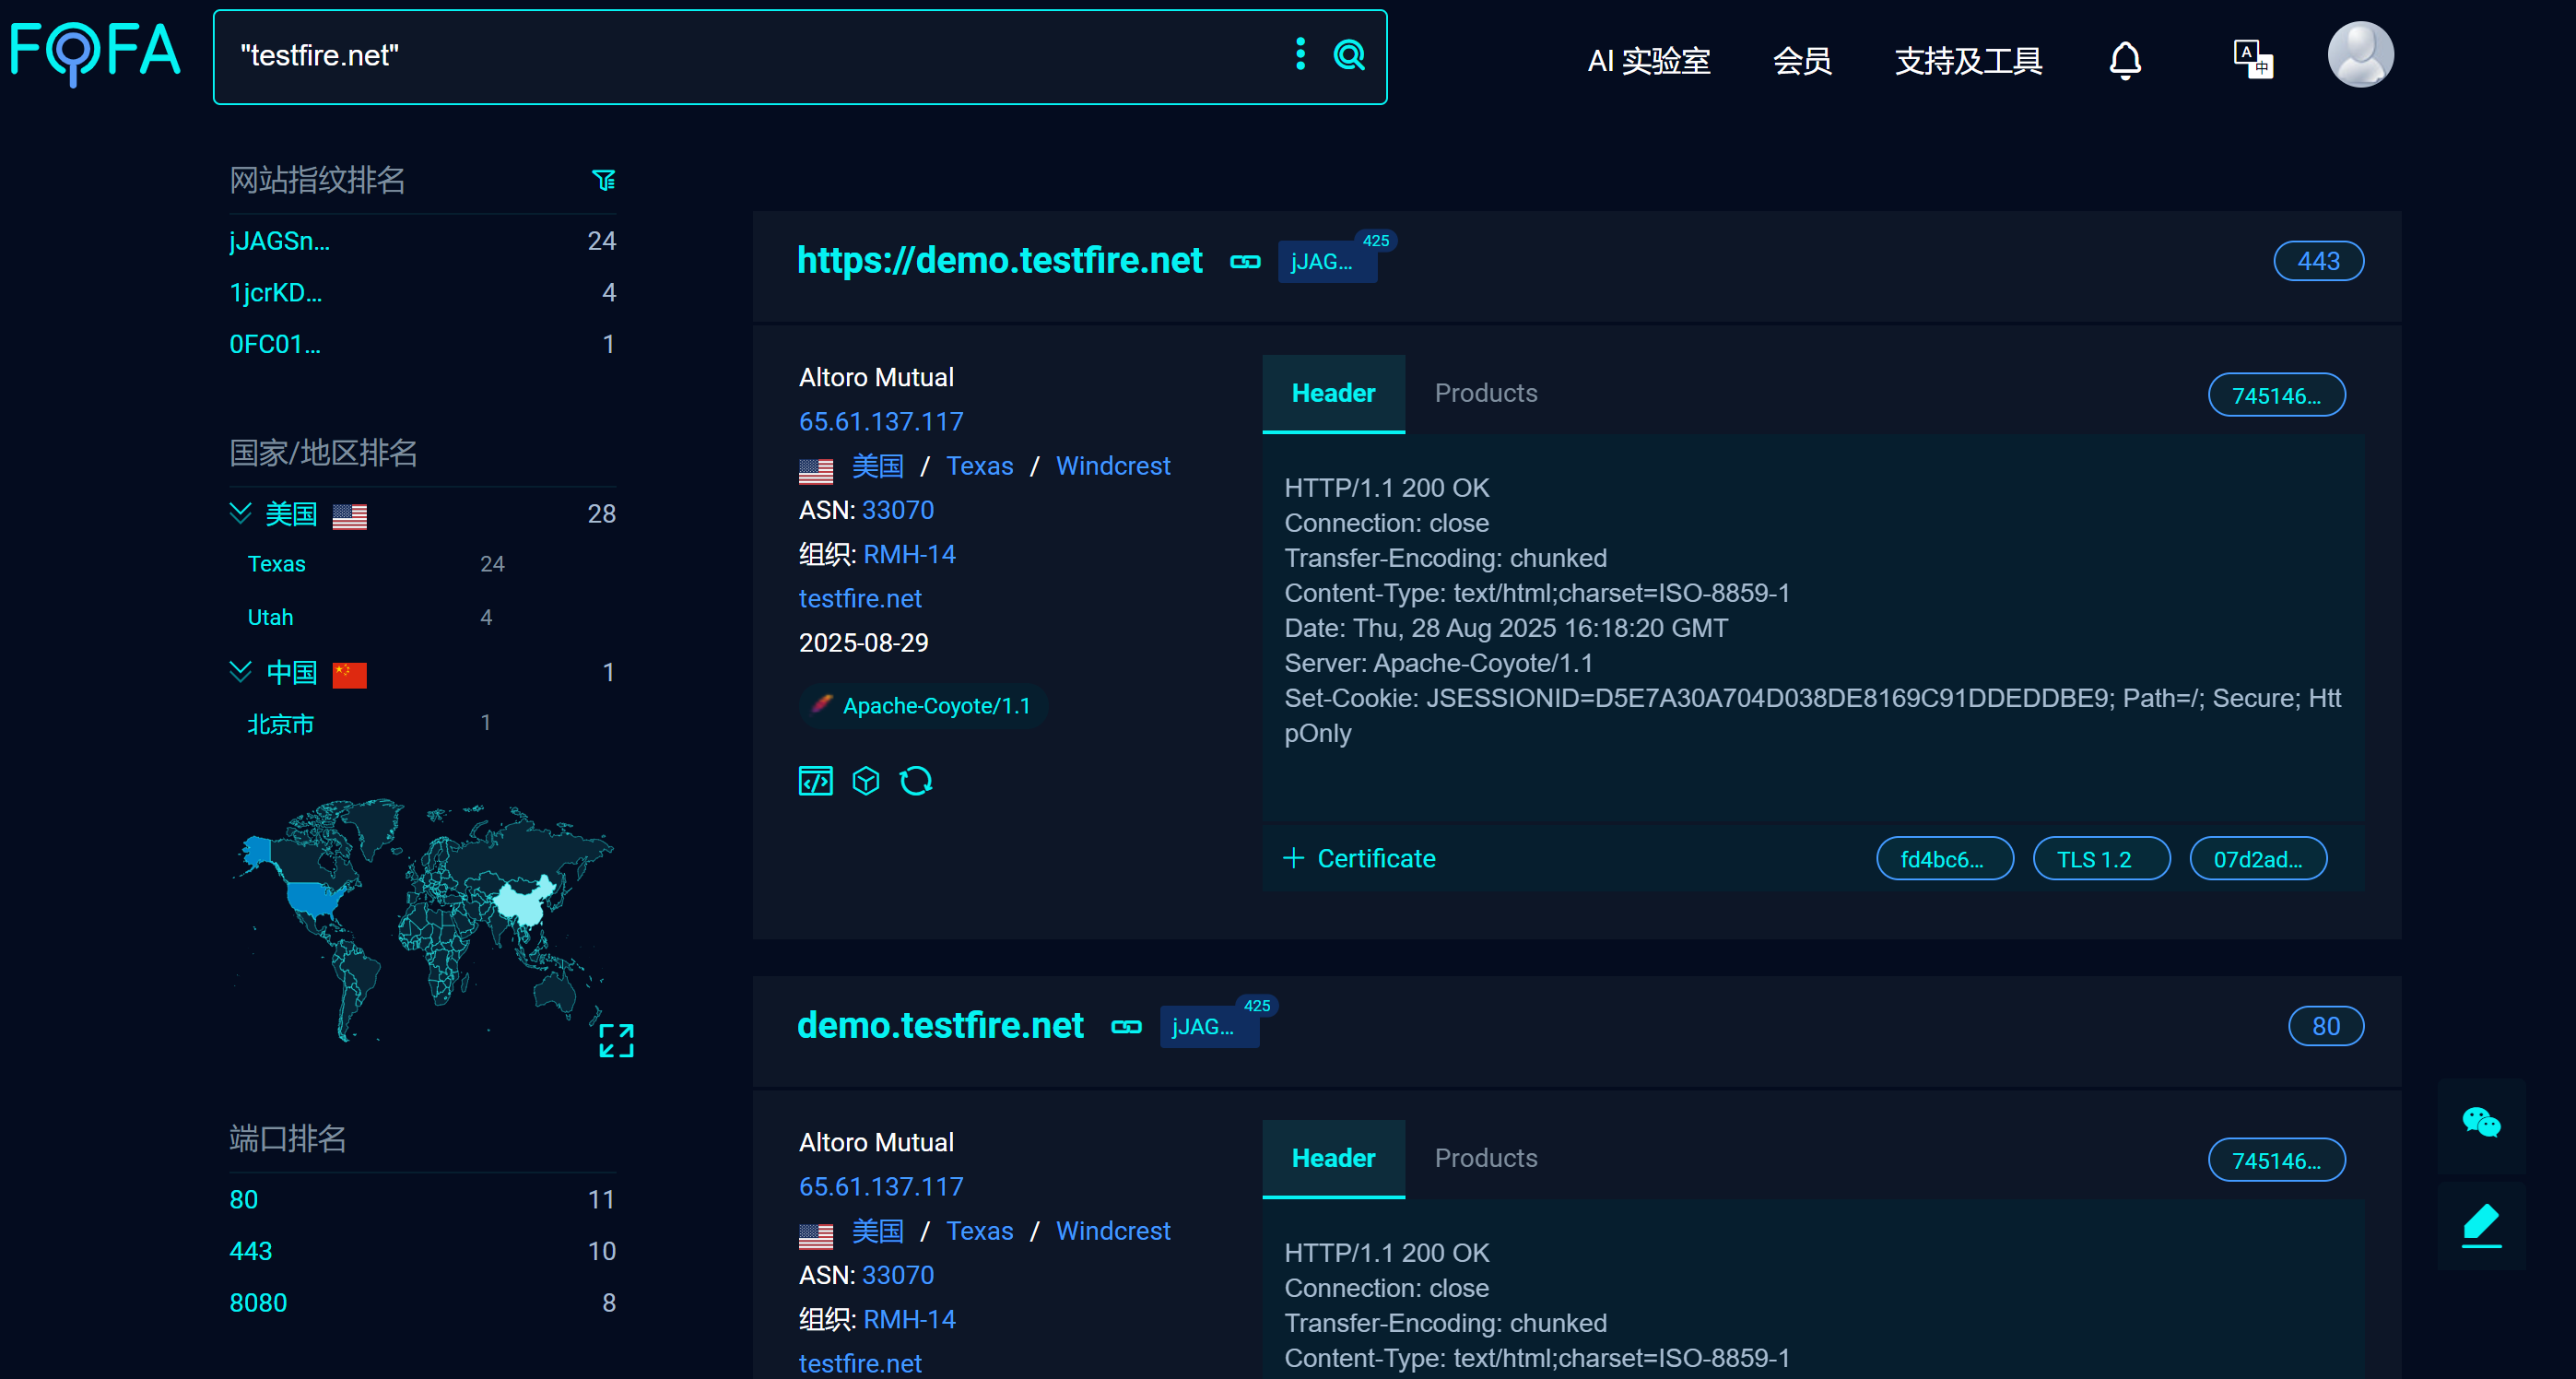 FOFA
"testfire.net"
AI 实验室
会员
支持及工具
A
中
网站指纹排名
jJAGSn... 24
1jcrKD... 4
0FC01... 1
国家/地区排名
美国 28
Texas 24
Utah 4
中国 1
北京市 1
端口排名
80 11
443 10
8080 8
https://demo.testfire.net jJAG... 425
443
Altoro Mutual
65.61.137.117
美国 / Texas / Windcrest
ASN: 33070
组织: RMH-14
testfire.net
2025-08-29
Apache-Coyote/1.1
Header Products
745146...
HTTP/1.1 200 OK
Connection: close
Transfer-Encoding: chunked
Content-Type: text/html;charset=ISO-8859-1
Date: Thu, 28 Aug 2025 16:18:20 GMT
Server: Apache-Coyote/1.1
Set-Cookie: JSESSIONID=D5E7A30A704D038DE8169C91DDEDDBE9; Path=/; Secure; Htt
pOnly
Certificate
fd4bc6... TLS 1.2 07d2ad...
demo.testfire.net jJAG... 425
80
Altoro Mutual
65.61.137.117
美国 / Texas / Windcrest
ASN: 33070
组织: RMH-14
testfire.net
Header Products
745146...
HTTP/1.1 200 OK
Connection: close
Transfer-Encoding: chunked
Content-Type: text/html;charset=ISO-8859-1